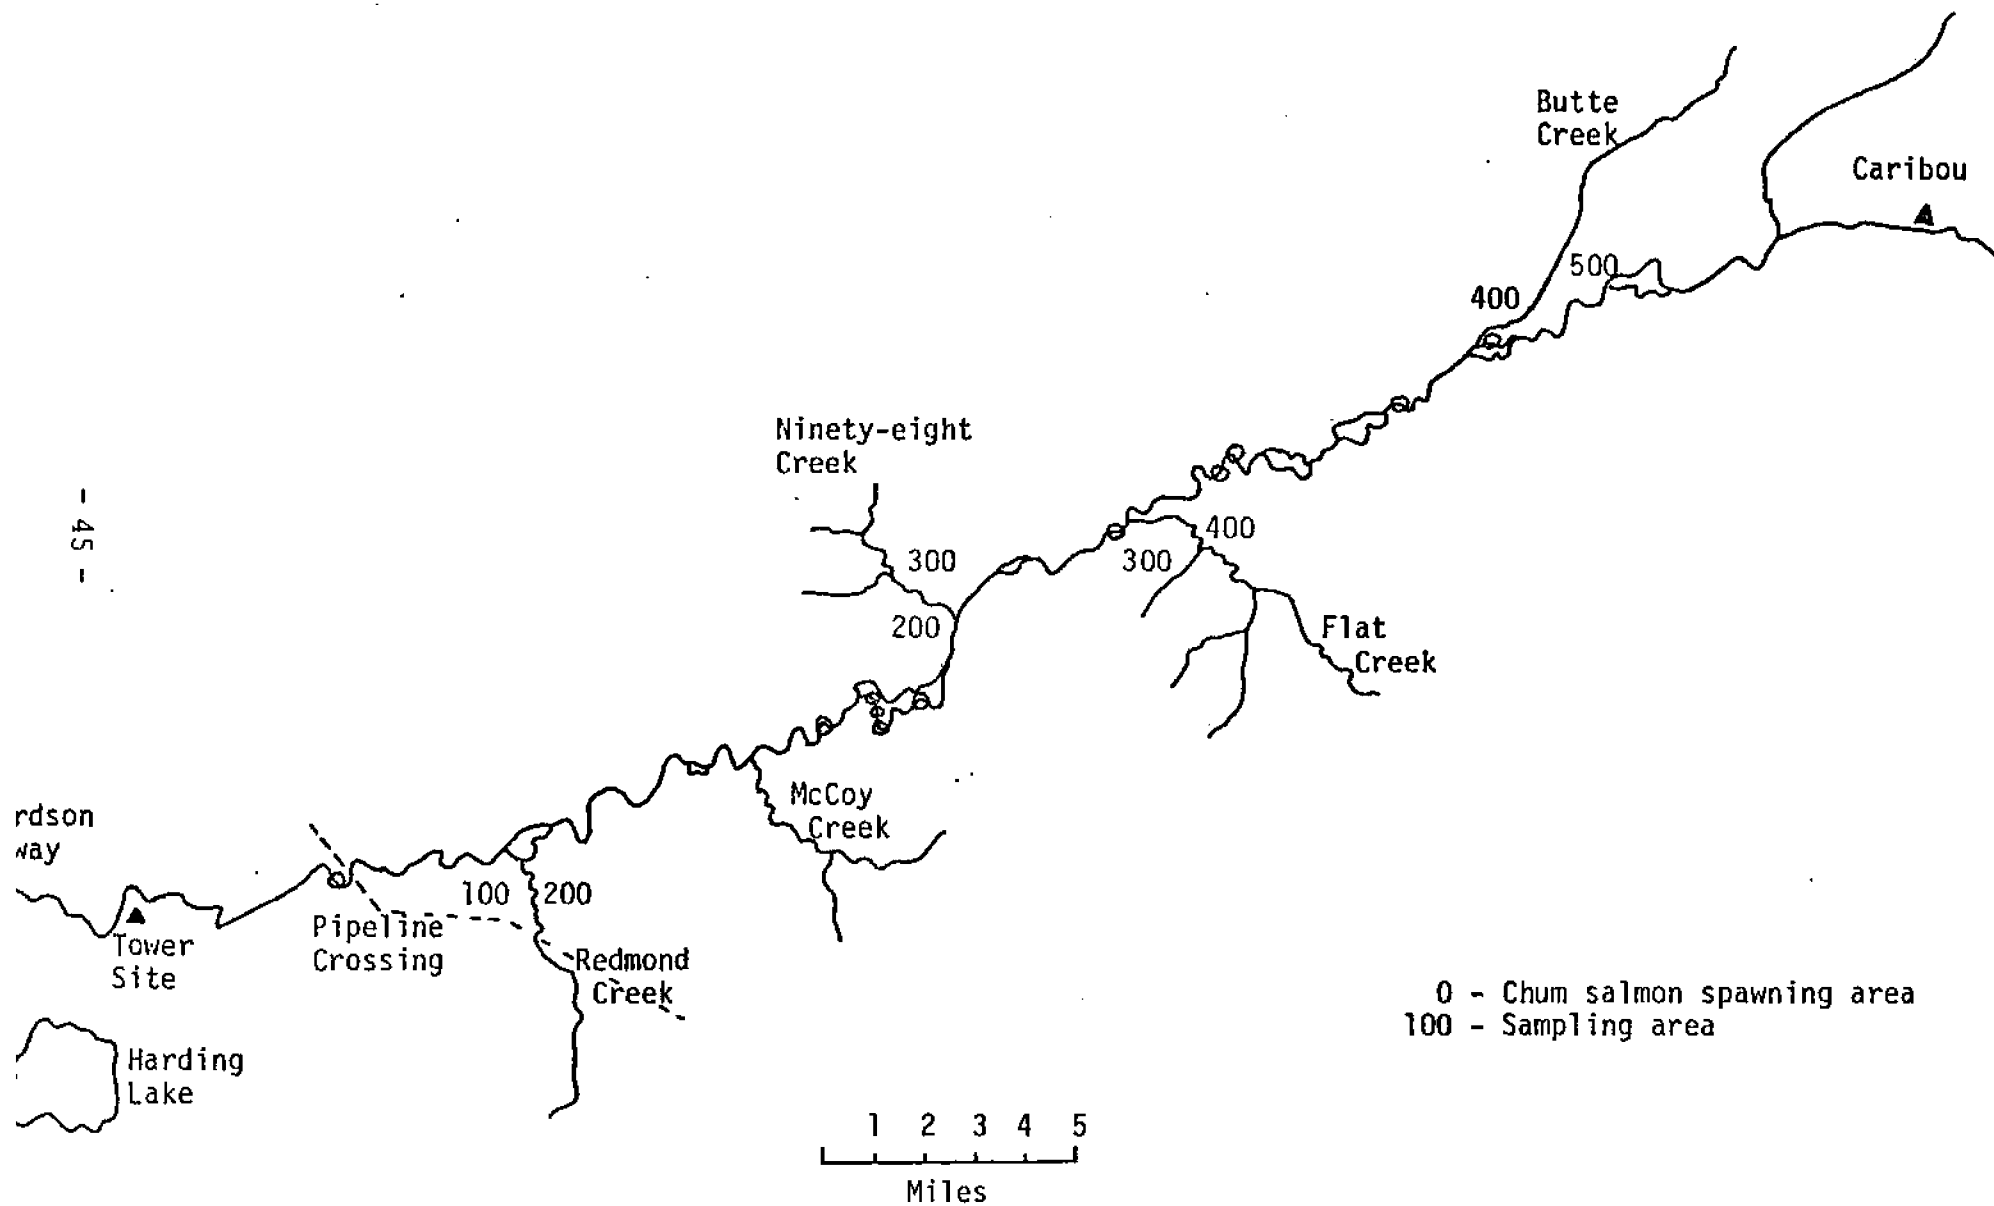 Butte
Creek
Caribou
500
400
Ninety-eight
Creek
- 45 -
400
300
300
200
Flat
Creek
McCoy
Creek
rdson
way
100 200
Tower
Site
Pipeline
Crossing
Redmond
Creek
0 - Chum salmon spawning area
100 - Sampling area
Harding
Lake
1 2 3 4 5
Miles